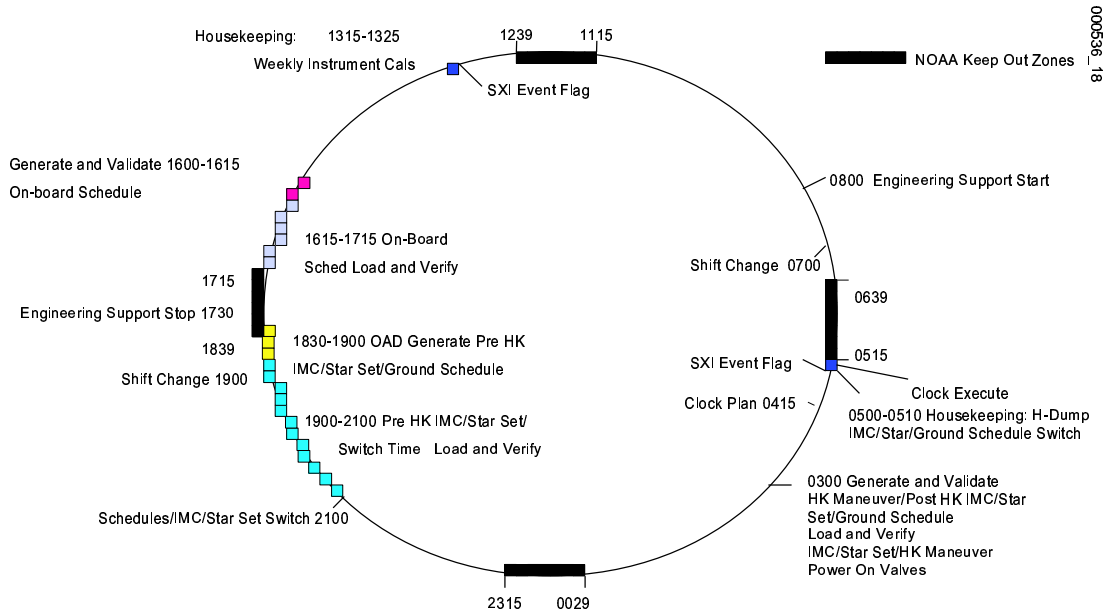 000536_18
Housekeeping: 1315-1325
Weekly Instrument Cals
1239
1115
NOAA Keep Out Zones
SXI Event Flag
Generate and Validate 1600-1615
On-board Schedule
0800 Engineering Support Start
1615-1715 On-Board
Sched Load and Verify
Shift Change 0700
1715
0639
Engineering Support Stop 1730
1830-1900 OAD Generate Pre HK
IMC/Star Set/Ground Schedule
1839
0515
SXI Event Flag
Shift Change 1900
Clock Execute
Clock Plan 0415
0500-0510 Housekeeping: H-Dump
IMC/Star/Ground Schedule Switch
1900-2100 Pre HK IMC/Star Set/
Switch Time Load and Verify
0300 Generate and Validate
HK Maneuver/Post HK IMC/Star
Set/Ground Schedule
Load and Verify
IMC/Star Set/HK Maneuver
Power On Valves
Schedules/IMC/Star Set Switch 2100
2315
0029